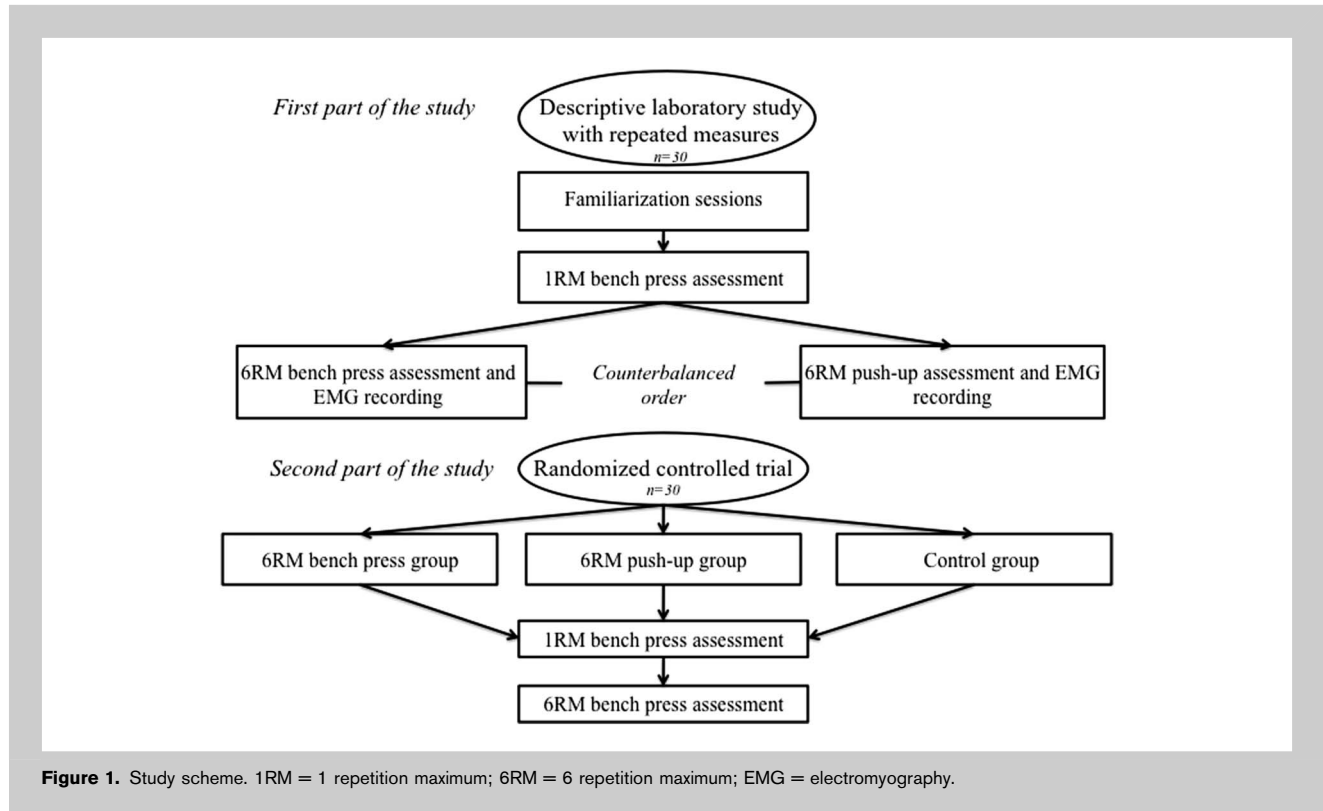 First part of the study
Descriptive laboratory study
with repeated measures
n=30
Familiarization sessions
1RM bench press assessment
6RM bench press assessment and
EMG recording
Counterbalanced
order
6RM push-up assessment and EMG
recording
Second part of the study
Randomized controlled trial
n=30
6RM bench press group
6RM push-up group
Control group
1RM bench press assessment
6RM bench press assessment
Figure 1. Study scheme. 1RM = 1 repetition maximum; 6RM = 6 repetition maximum; EMG = electromyography.